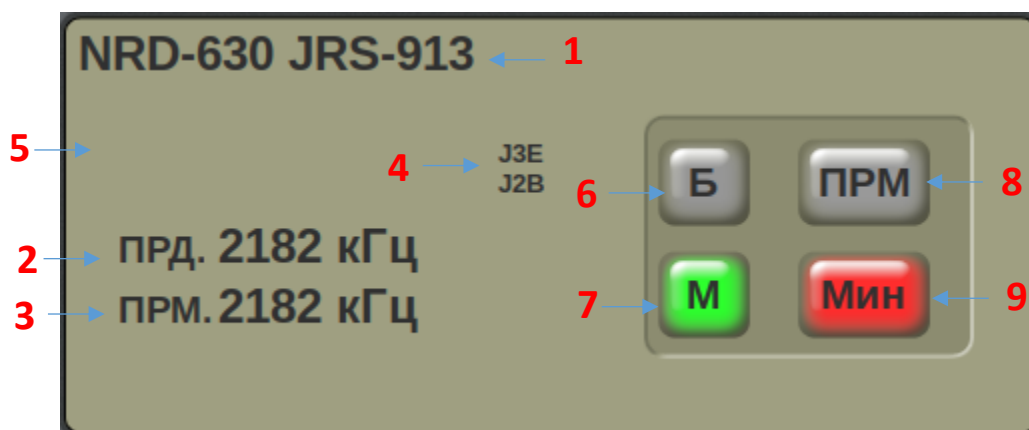 NRD-630 JRS-913 1
5
4 J3E
J2B
6 Б ПРМ 8
2 ПРД. 2182 кГц
3 ПРМ. 2182 кГц
7 М Мин 9